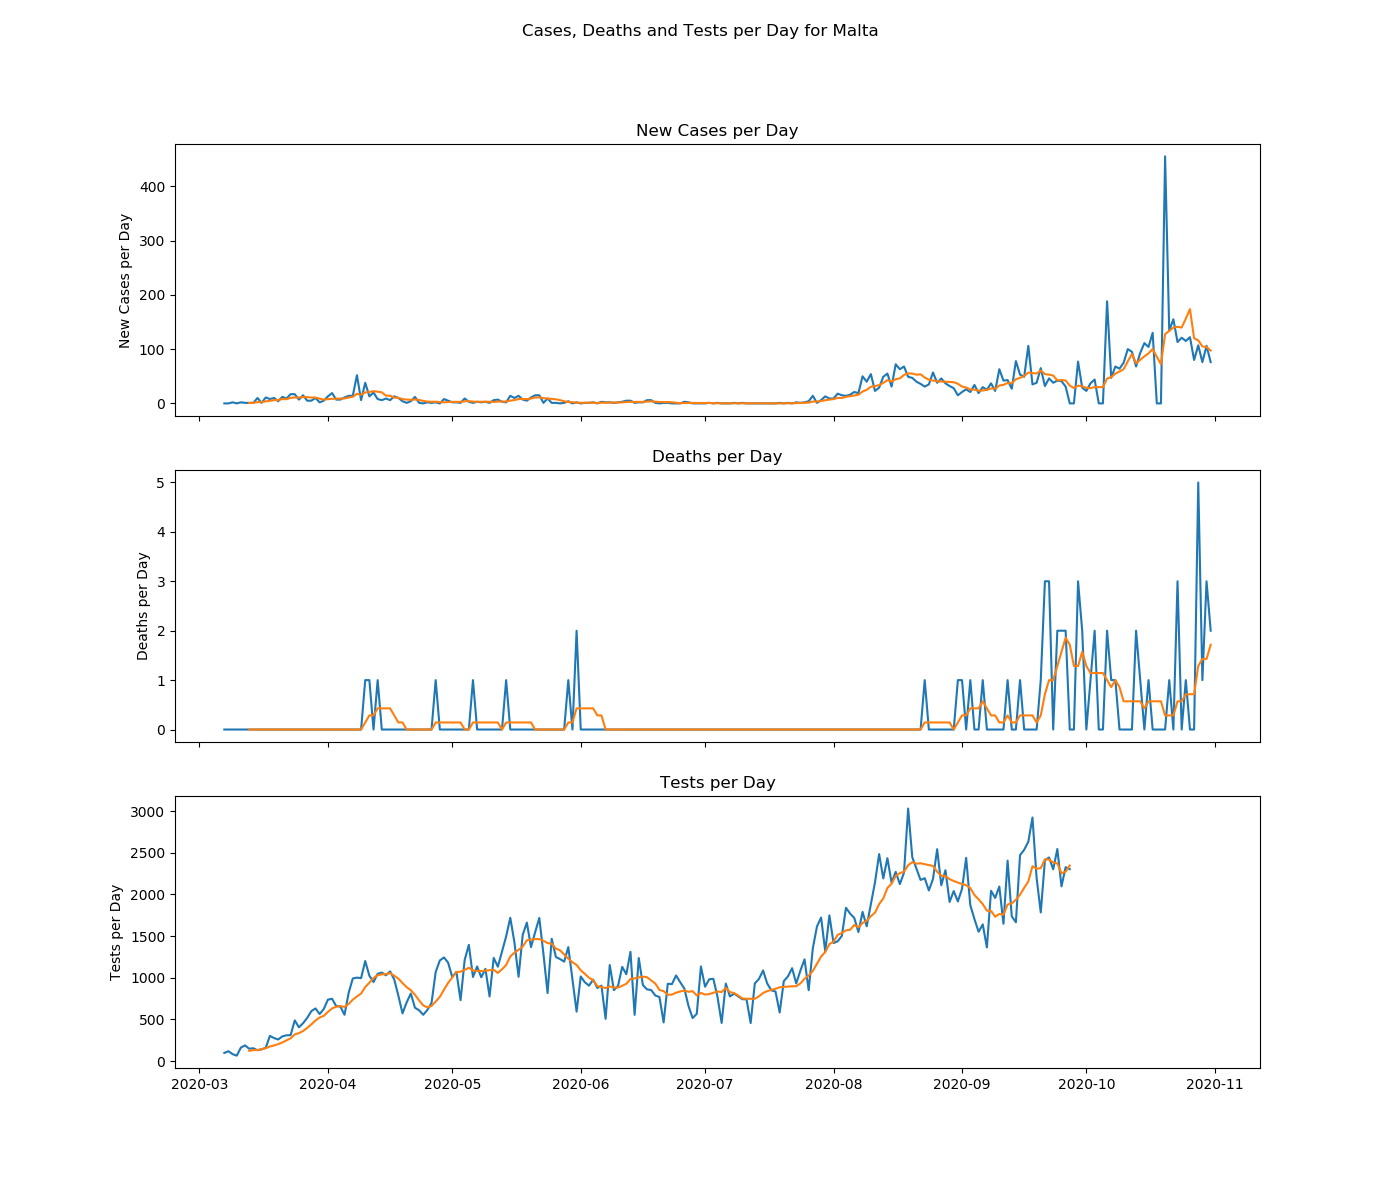 Cases, Deaths and Tests per Day for Malta
New Cases per Day
New Cases per Day
400
300
200
100
0
Deaths per Day
Deaths per Day
5
4
3
2
1
0
Tests per Day
Tests per Day
3000
2500
2000
1500
1000
500
0
2020-03 2020-04 2020-05 2020-06 2020-07 2020-08 2020-09 2020-10 2020-11